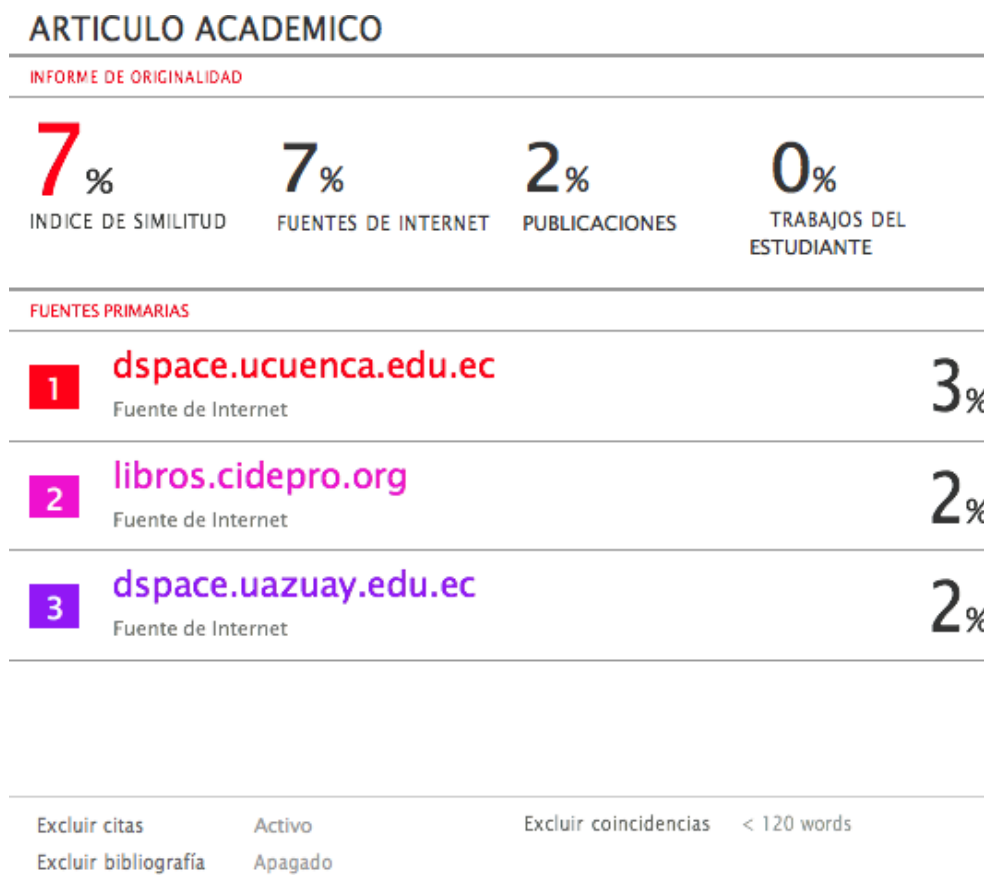 ARTICULO ACADEMICO
INFORME DE ORIGINALIDAD
7% 7% 2% 0%
INDICE DE SIMILITUD FUENTES DE INTERNET PUBLICACIONES TRABAJOS DEL
ESTUDIANTE
FUENTES PRIMARIAS
1 dspace.ucuenca.edu.ec 3%
Fuente de Internet
2 libros.cidepro.org 2%
Fuente de Internet
3 dspace.uazuay.edu.ec 2%
Fuente de Internet
Excluir citas Activo Excluir coincidencias < 120 words
Excluir bibliografía Apagado